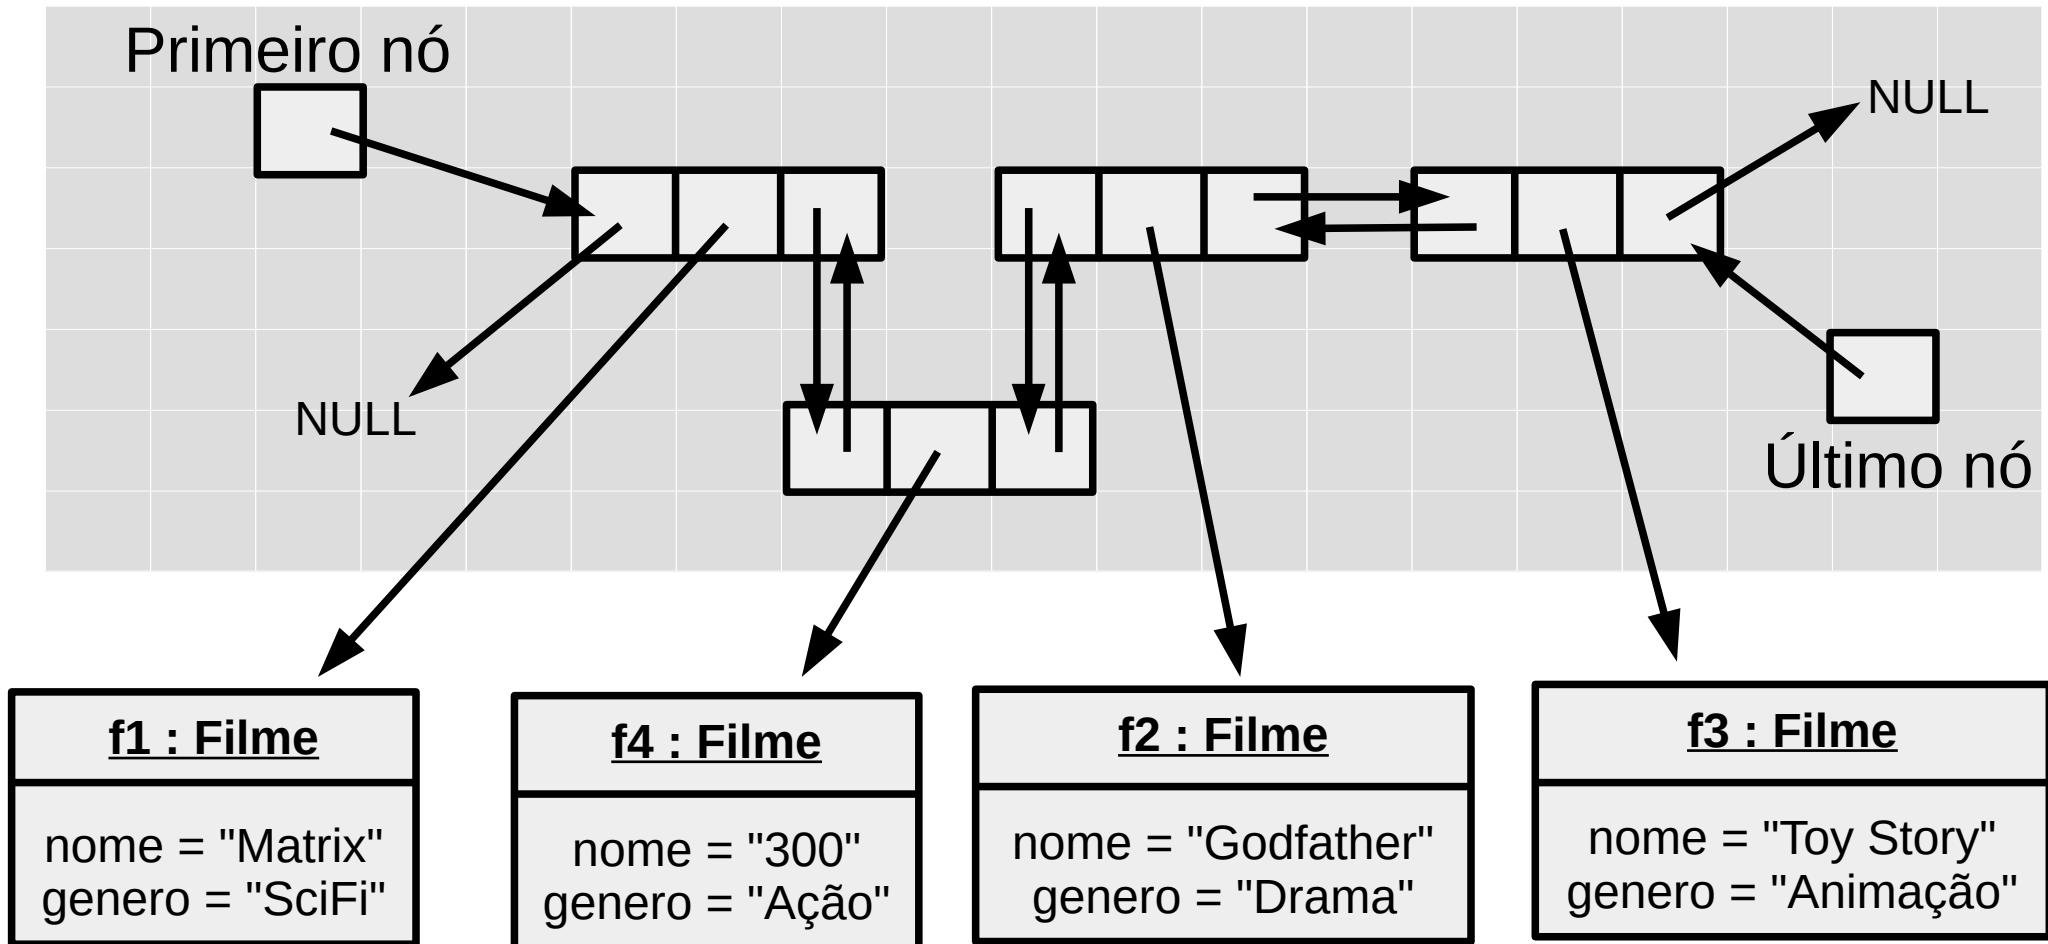 Primeiro nó
NULL
NULL
Último nó
f1 : Filme
nome = "Matrix"
genero = "SciFi"
f4 : Filme
nome = "300"
genero = "Ação"
f2 : Filme
nome = "Godfather"
genero = "Drama"
f3 : Filme
nome = "Toy Story"
genero = "Animação"